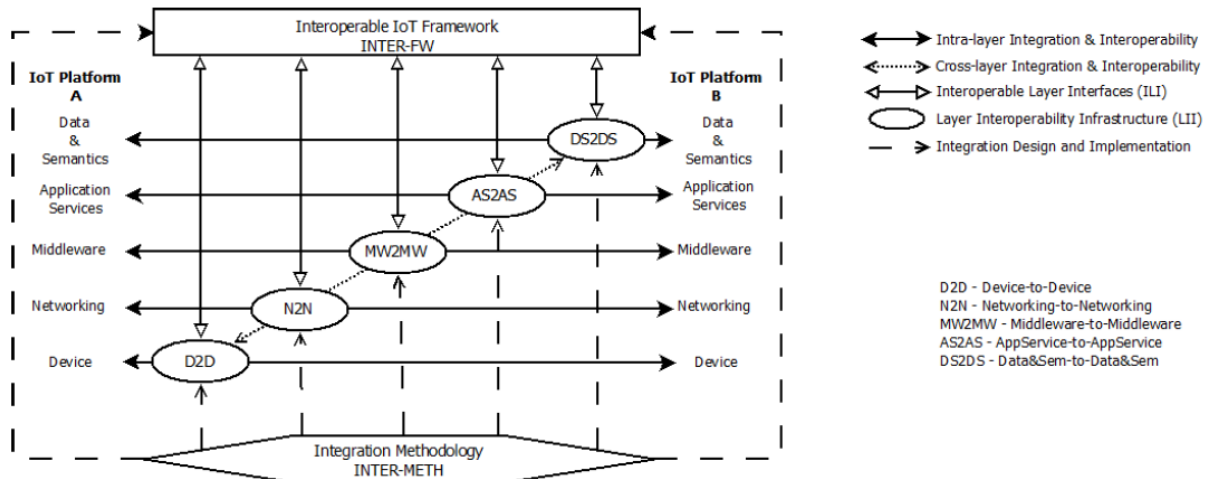 Interoperable IoT Framework
INTER-FW
IoT Platform
A
IoT Platform
B
Data
&
Semantics
DS2DS
Data
&
Semantics
Application
Services
AS2AS
Application
Services
Middleware
MW2MW
Middleware
Networking
N2N
Networking
Device
D2D
Device
Integration Methodology
INTER-METH
Intra-layer Integration & Interoperability
Cross-layer Integration & Interoperability
Interoperable Layer Interfaces (ILI)
Layer Interoperability Infrastructure (LII)
Integration Design and Implementation
D2D - Device-to-Device
N2N - Networking-to-Networking
MW2MW - Middleware-to-Middleware
AS2AS - AppService-to-AppService
DS2DS - Data&Sem-to-Data&Sem